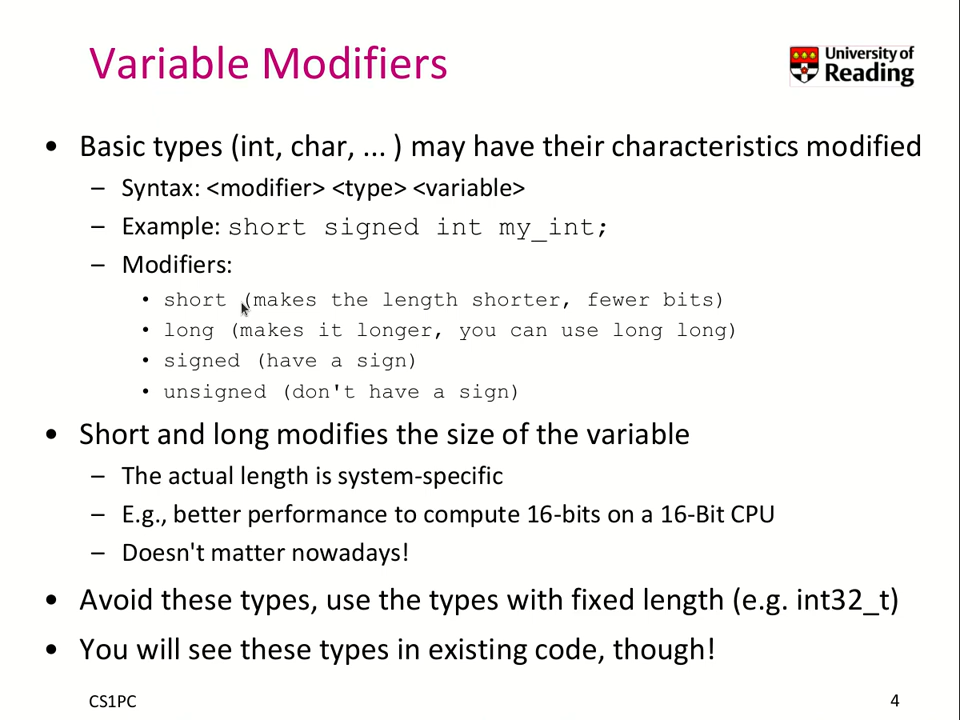 Variable Modifiers
University of
Reading
• Basic types (int, char, ... ) may have their characteristics modified
– Syntax: <modifier> <type> <variable>
– Example: short signed int my_int;
– Modifiers:
• short (makes the length shorter, fewer bits)
• long (makes it longer, you can use long long)
• signed (have a sign)
• unsigned (don't have a sign)
• Short and long modifies the size of the variable
– The actual length is system-specific
– E.g., better performance to compute 16-bits on a 16-Bit CPU
– Doesn't matter nowadays!
• Avoid these types, use the types with fixed length (e.g. int32_t)
• You will see these types in existing code, though!
CS1PC
4